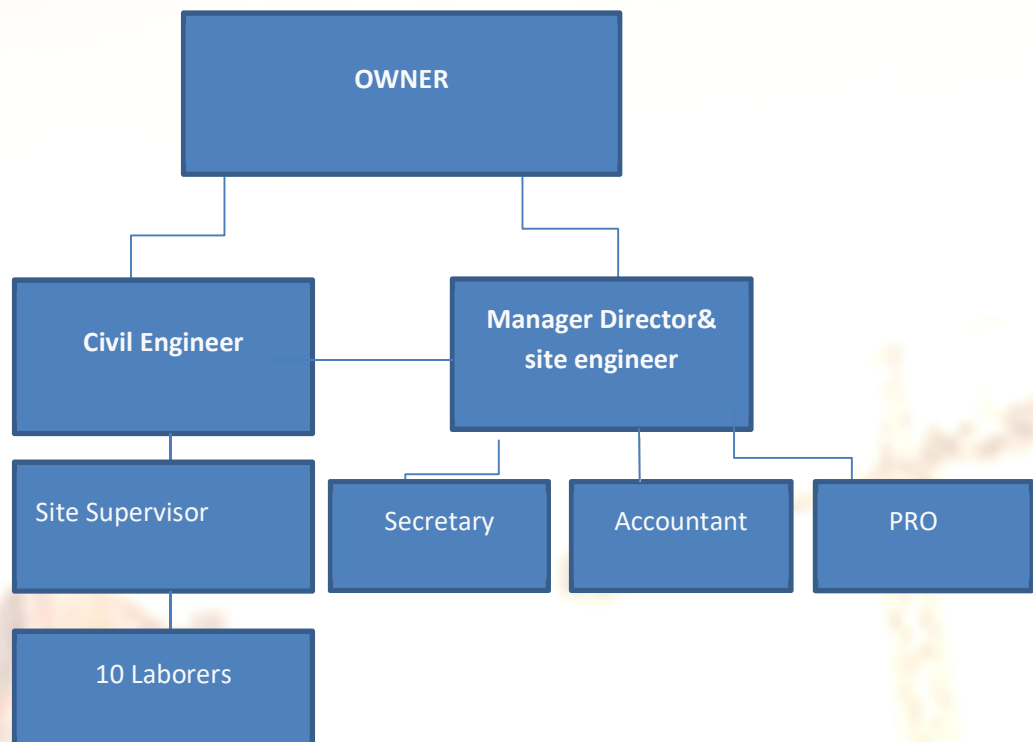 OWNER
Civil Engineer
Manager Director&
site engineer
Site Supervisor
Secretary
Accountant
PRO
10 Laborers